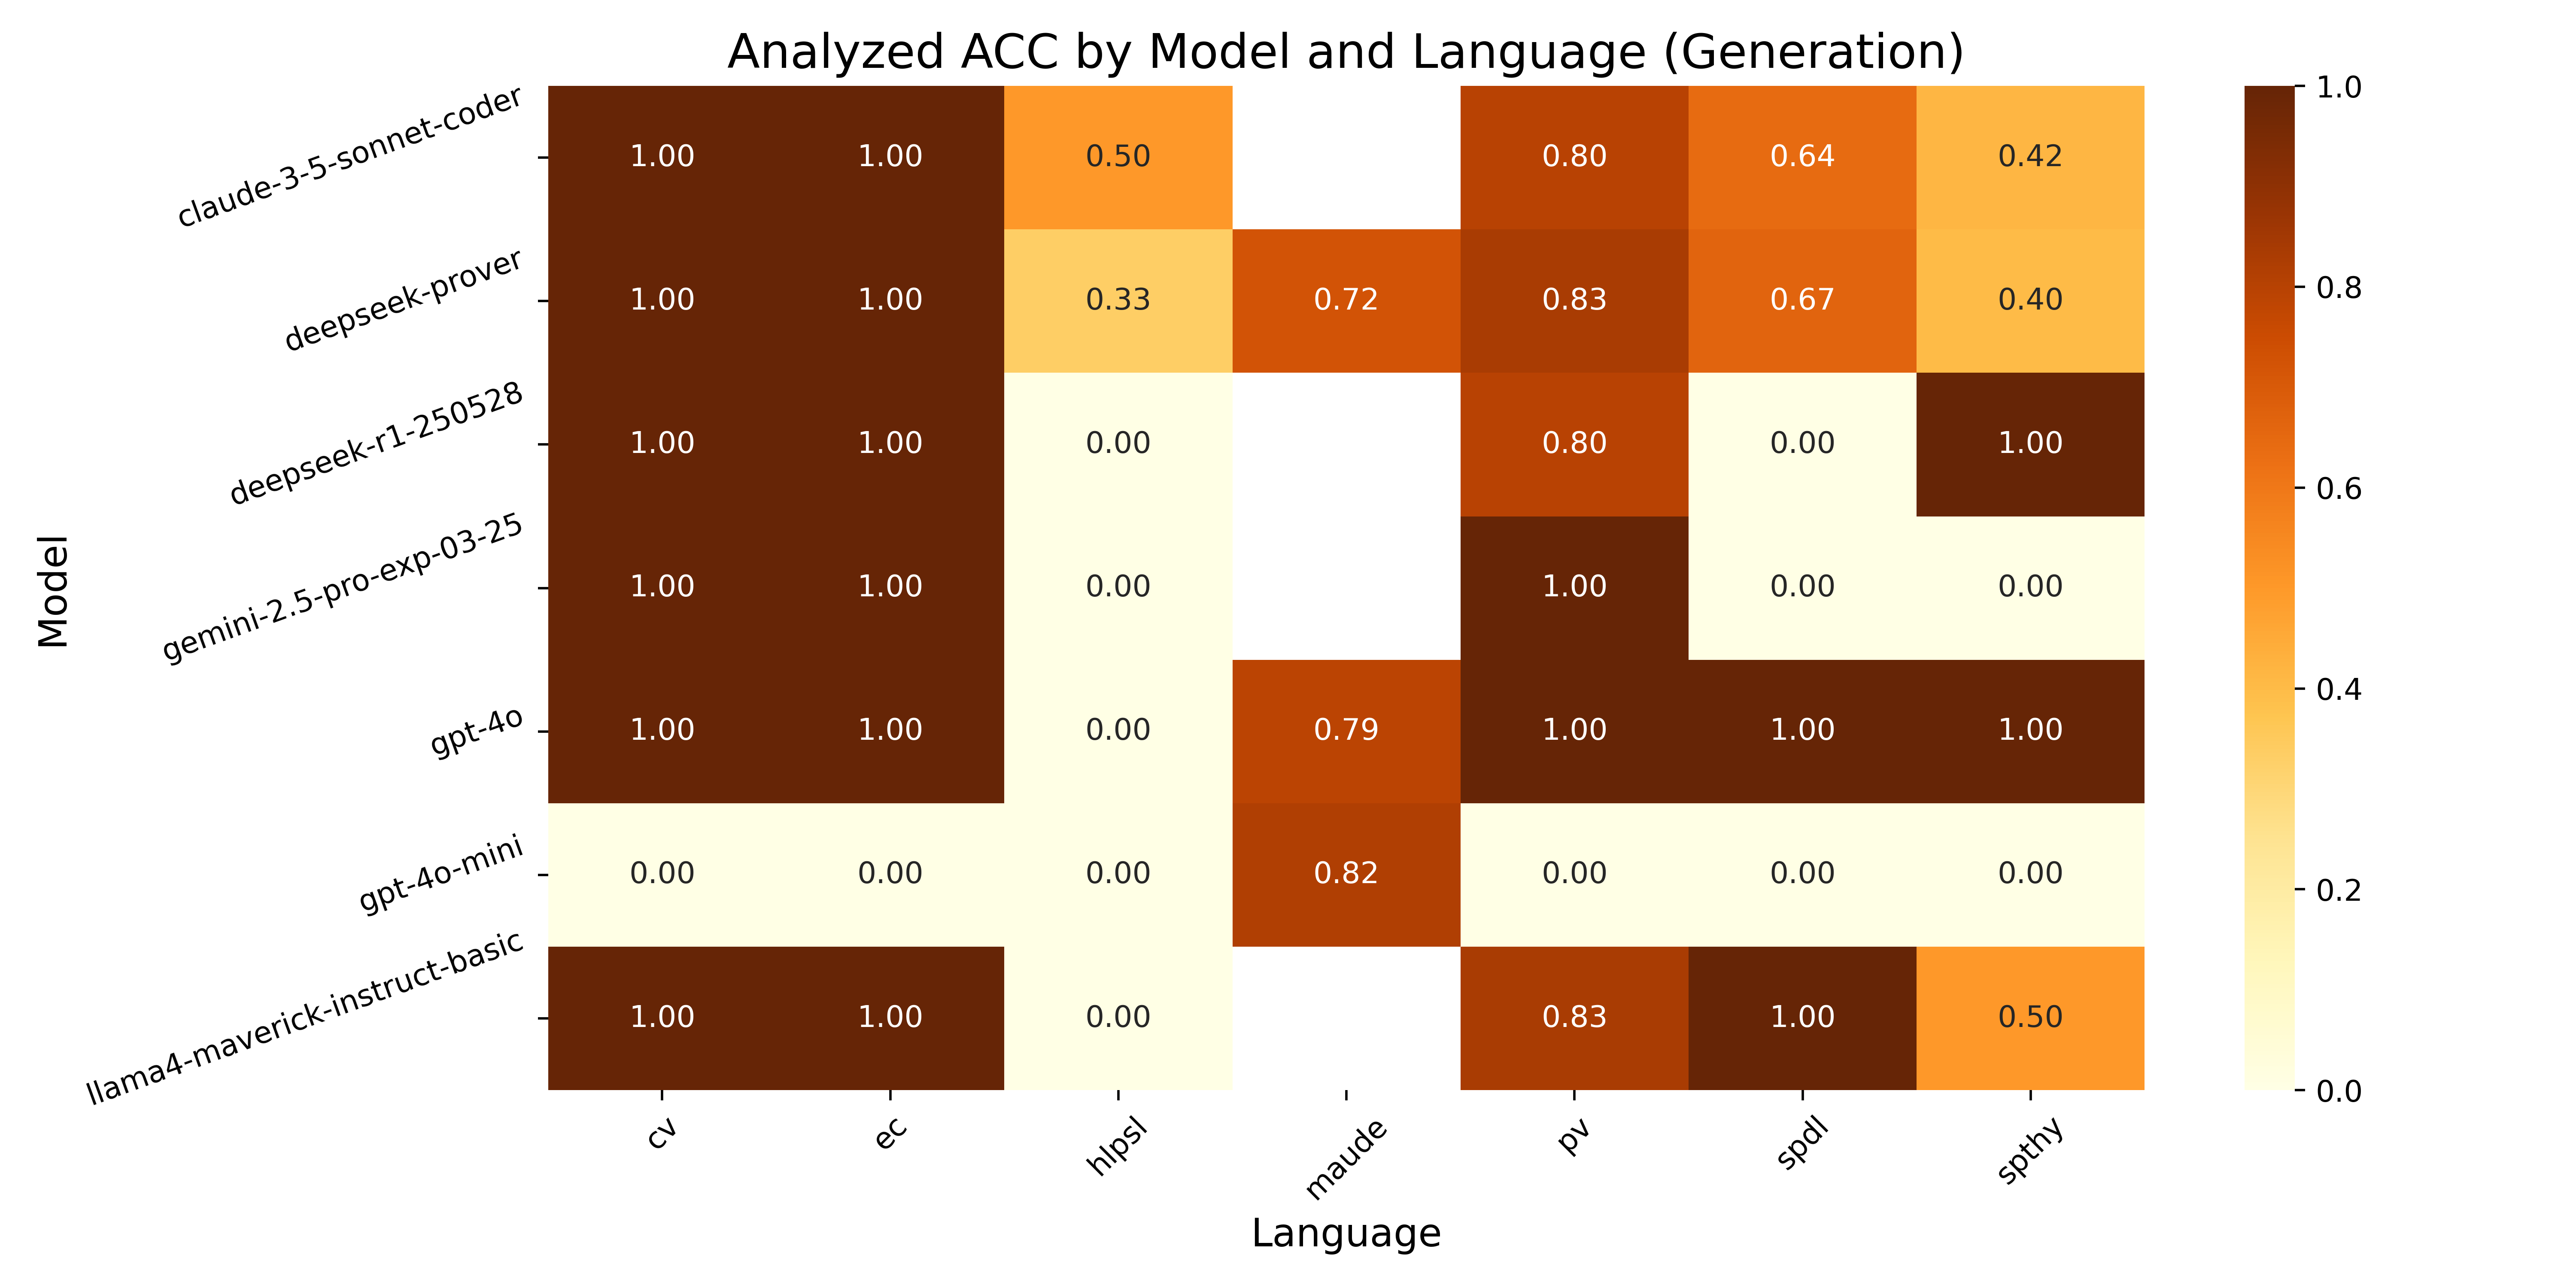 Analyzed ACC by Model and Language (Generation)
Model
claude-3-5-sonnet-coder 1.00 1.00 0.50 0.80 0.64 0.42
deepseek-prover 1.00 1.00 0.33 0.72 0.83 0.67 0.40
deepseek-r1-250528 1.00 1.00 0.00 0.80 0.00 1.00
gemini-2.5-pro-exp-03-25 1.00 1.00 0.00 1.00 0.00 0.00
gpt-4o 1.00 1.00 0.00 0.79 1.00 1.00 1.00
gpt-4o-mini 0.00 0.00 0.00 0.82 0.00 0.00 0.00
llama4-maverick-instruct-basic 1.00 1.00 0.00 0.83 1.00 0.50
cv ec hlpsl maude pv spdl spthy
Language
1.0
0.8
0.6
0.4
0.2
0.0